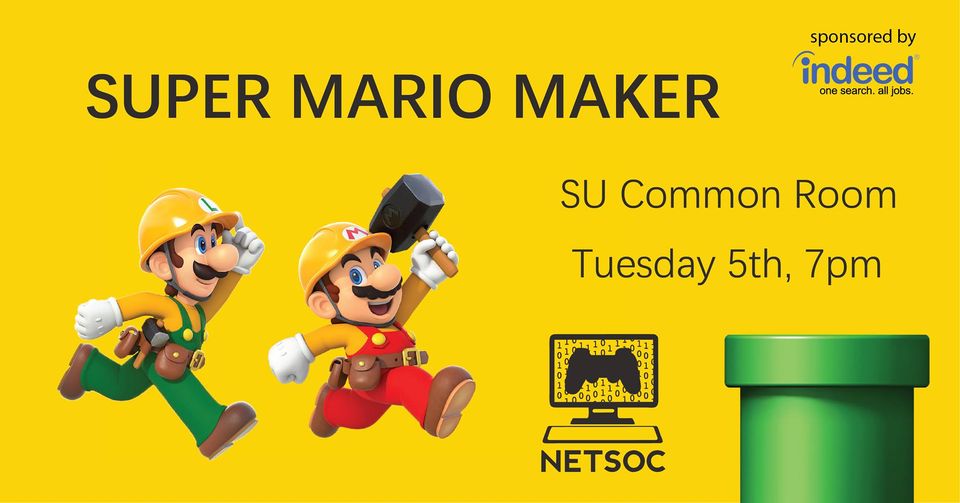 sponsored by
indeed®
one search. all jobs.
SUPER MARIO MAKER
SU Common Room
Tuesday 5th, 7pm
L
M
NETSOC